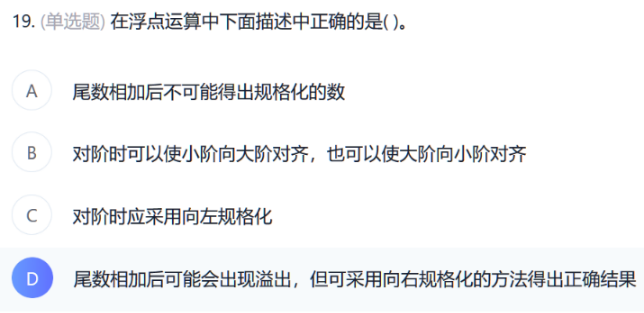 19. (单选题) 在浮点运算中下面描述中正确的是( )。
A 尾数相加后不可能得出规格化的数
B 对阶时可以使小阶向大阶对齐，也可以使大阶向小阶对齐
C 对阶时应采用向左规格化
D 尾数相加后可能会出现溢出，但可采用向右规格化的方法得出正确结果